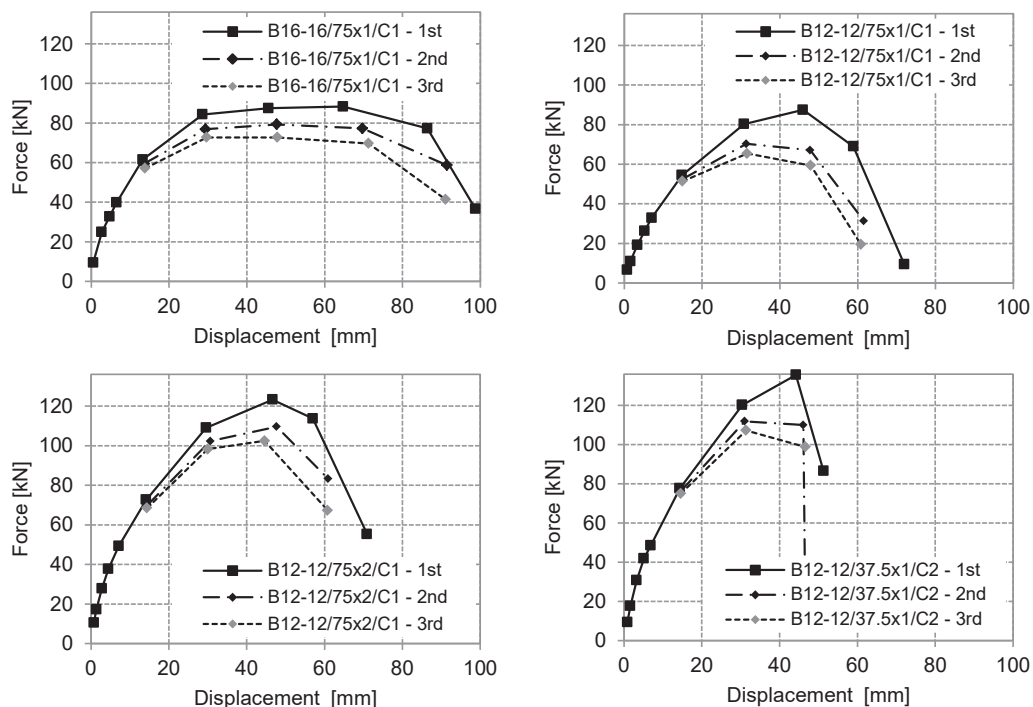 B16-16/75x1/C1 - 1st
B16-16/75x1/C1 - 2nd
B16-16/75x1/C1 - 3rd
120
100
80
60
40
20
0
Force [kN]
0 20 40 60 80 100
Displacement [mm]
B12-12/75x1/C1 - 1st
B12-12/75x1/C1 - 2nd
B12-12/75x1/C1 - 3rd
120
100
80
60
40
20
0
Force [kN]
0 20 40 60 80 100
Displacement [mm]
120
100
80
60
40
20
0
Force [kN]
B12-12/75x2/C1 - 1st
B12-12/75x2/C1 - 2nd
B12-12/75x2/C1 - 3rd
0 20 40 60 80 100
Displacement [mm]
120
100
80
60
40
20
0
Force [kN]
B12-12/37.5x1/C2 - 1st
B12-12/37.5x1/C2 - 2nd
B12-12/37.5x1/C2 - 3rd
0 20 40 60 80 100
Displacement [mm]